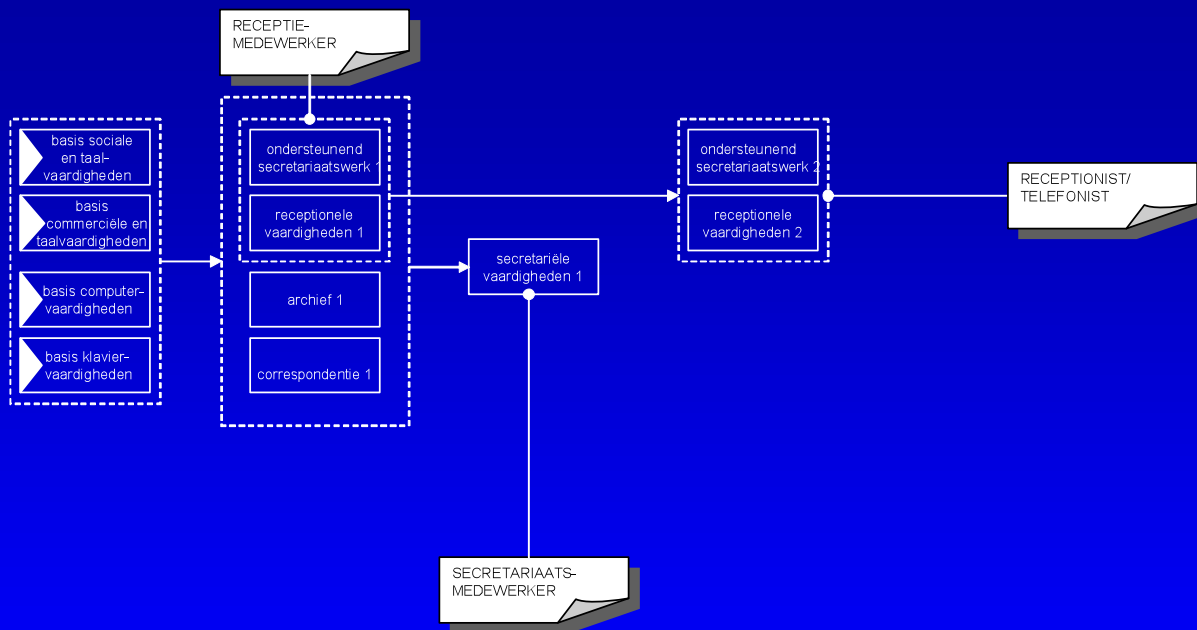 RECEPTIE-
MEDEWERKER
basis sociale
en taal-
vaardigheden
basis
commerciële en
taalvaardigheden
basis computer-
vaardigheden
basis klavier-
vaardigheden
ondersteunend
secretariaatswerk 1
receptionele
vaardigheden 1
archief 1
correspondentie 1
secretariële
vaardigheden 1
ondersteunend
secretariaatswerk 2
receptionele
vaardigheden 2
RECEPTIONIST/
TELEFONIST
SECRETARIAATS-
MEDEWERKER